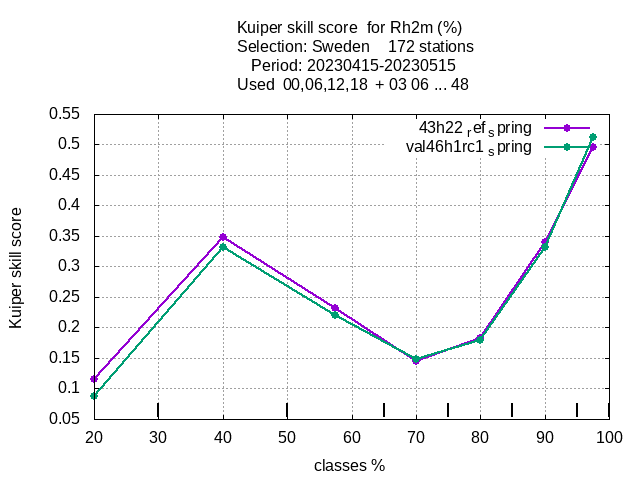 Kuiper skill score  for Rh2m (%)
Selection: Sweden    172 stations
Period: 20230415-20230515
Used  00,06,12,18  + 03 06 ... 48
43h22 ref spring
val46h1rc1 spring
0.55
0.5
0.45
0.4
0.35
0.3
0.25
0.2
0.15
0.1
0.05
Kuiper skill score
20 30 40 50 60 70 80 90 100
classes %